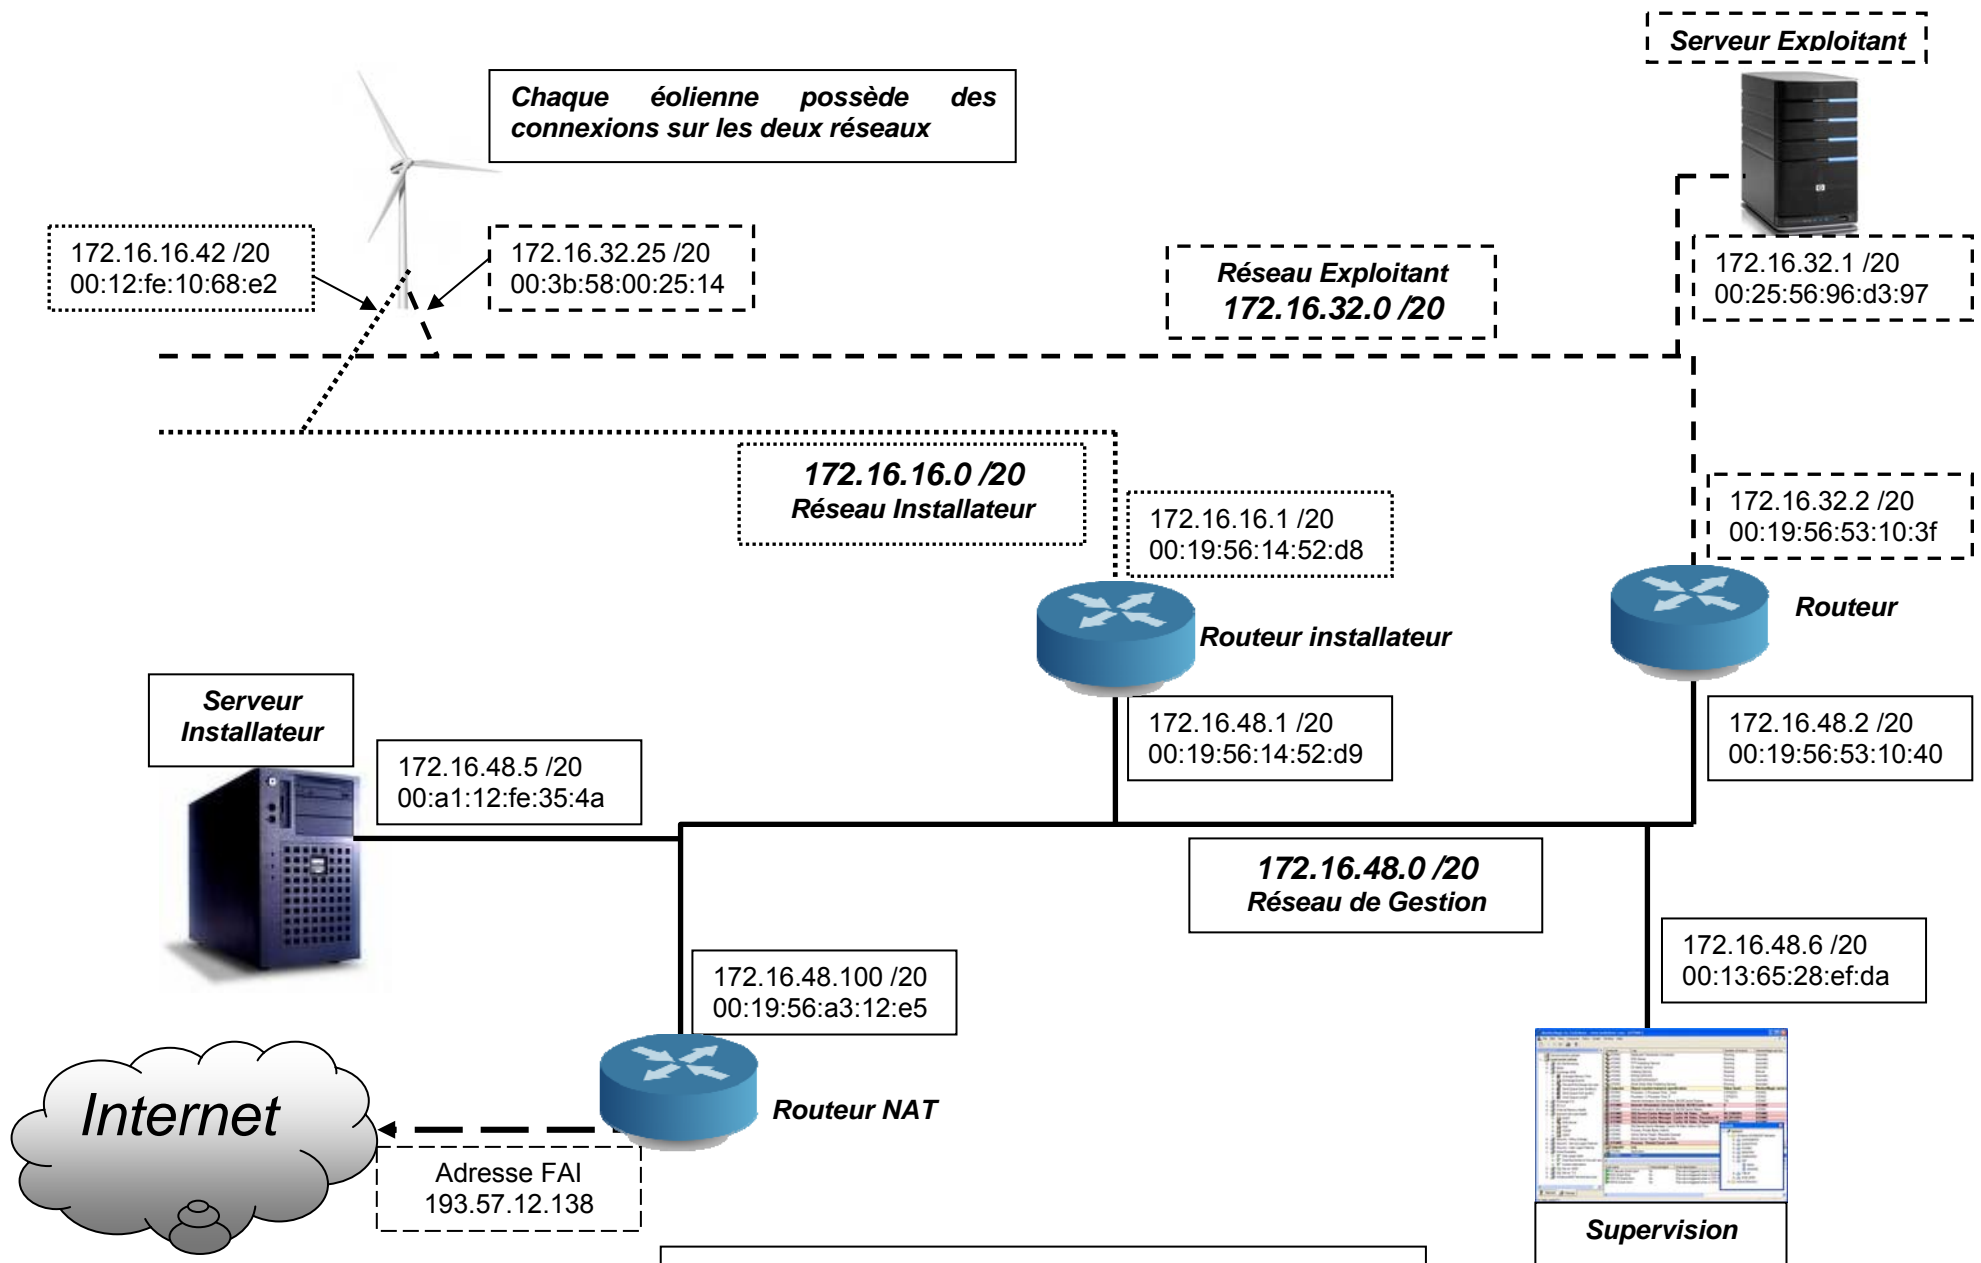 Serveur Exploitant
Chaque éolienne possède des
connexions sur les deux réseaux
172.16.16.42 /20
00:12:fe:10:68:e2
172.16.32.25 /20
00:3b:58:00:25:14
Réseau Exploitant
172.16.32.0 /20
172.16.32.1 /20
00:25:56:96:d3:97
172.16.16.0 /20
Réseau Installateur
172.16.16.1 /20
00:19:56:14:52:d8
172.16.32.2 /20
00:19:56:53:10:3f
Routeur installateur
Routeur
Serveur
Installateur
172.16.48.5 /20
00:a1:12:fe:35:4a
172.16.48.1 /20
00:19:56:14:52:d9
172.16.48.2 /20
00:19:56:53:10:40
172.16.48.0 /20
Réseau de Gestion
172.16.48.100 /20
00:19:56:a3:12:e5
172.16.48.6 /20
00:13:65:28:ef:da
Internet
Routeur NAT
Adresse FAI
193.57.12.138
Supervision